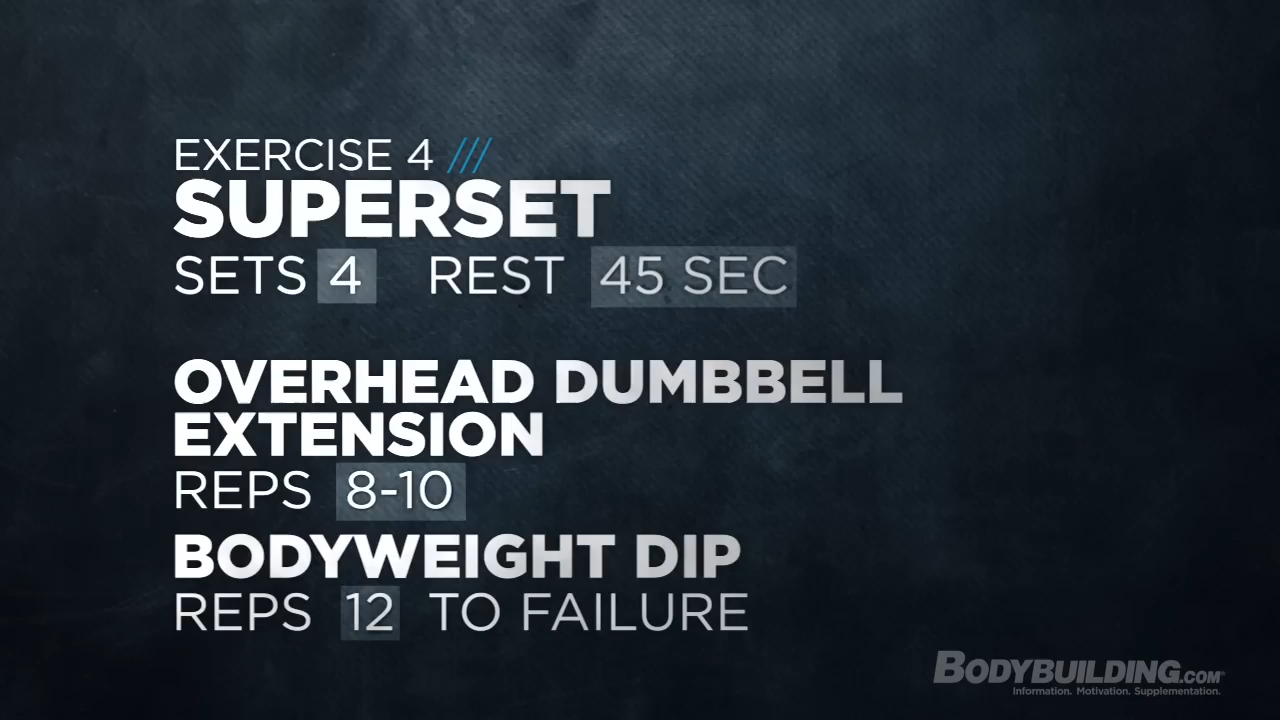 EXERCISE 4 ///
SUPERSET
SETS 4 REST 45 SEC
OVERHEAD DUMBBELL
EXTENSION
REPS 8-10
BODYWEIGHT DIP
REPS 12 TO FAILURE
BODYBUILDING.COM®
Information. Motivation. Supplementation.